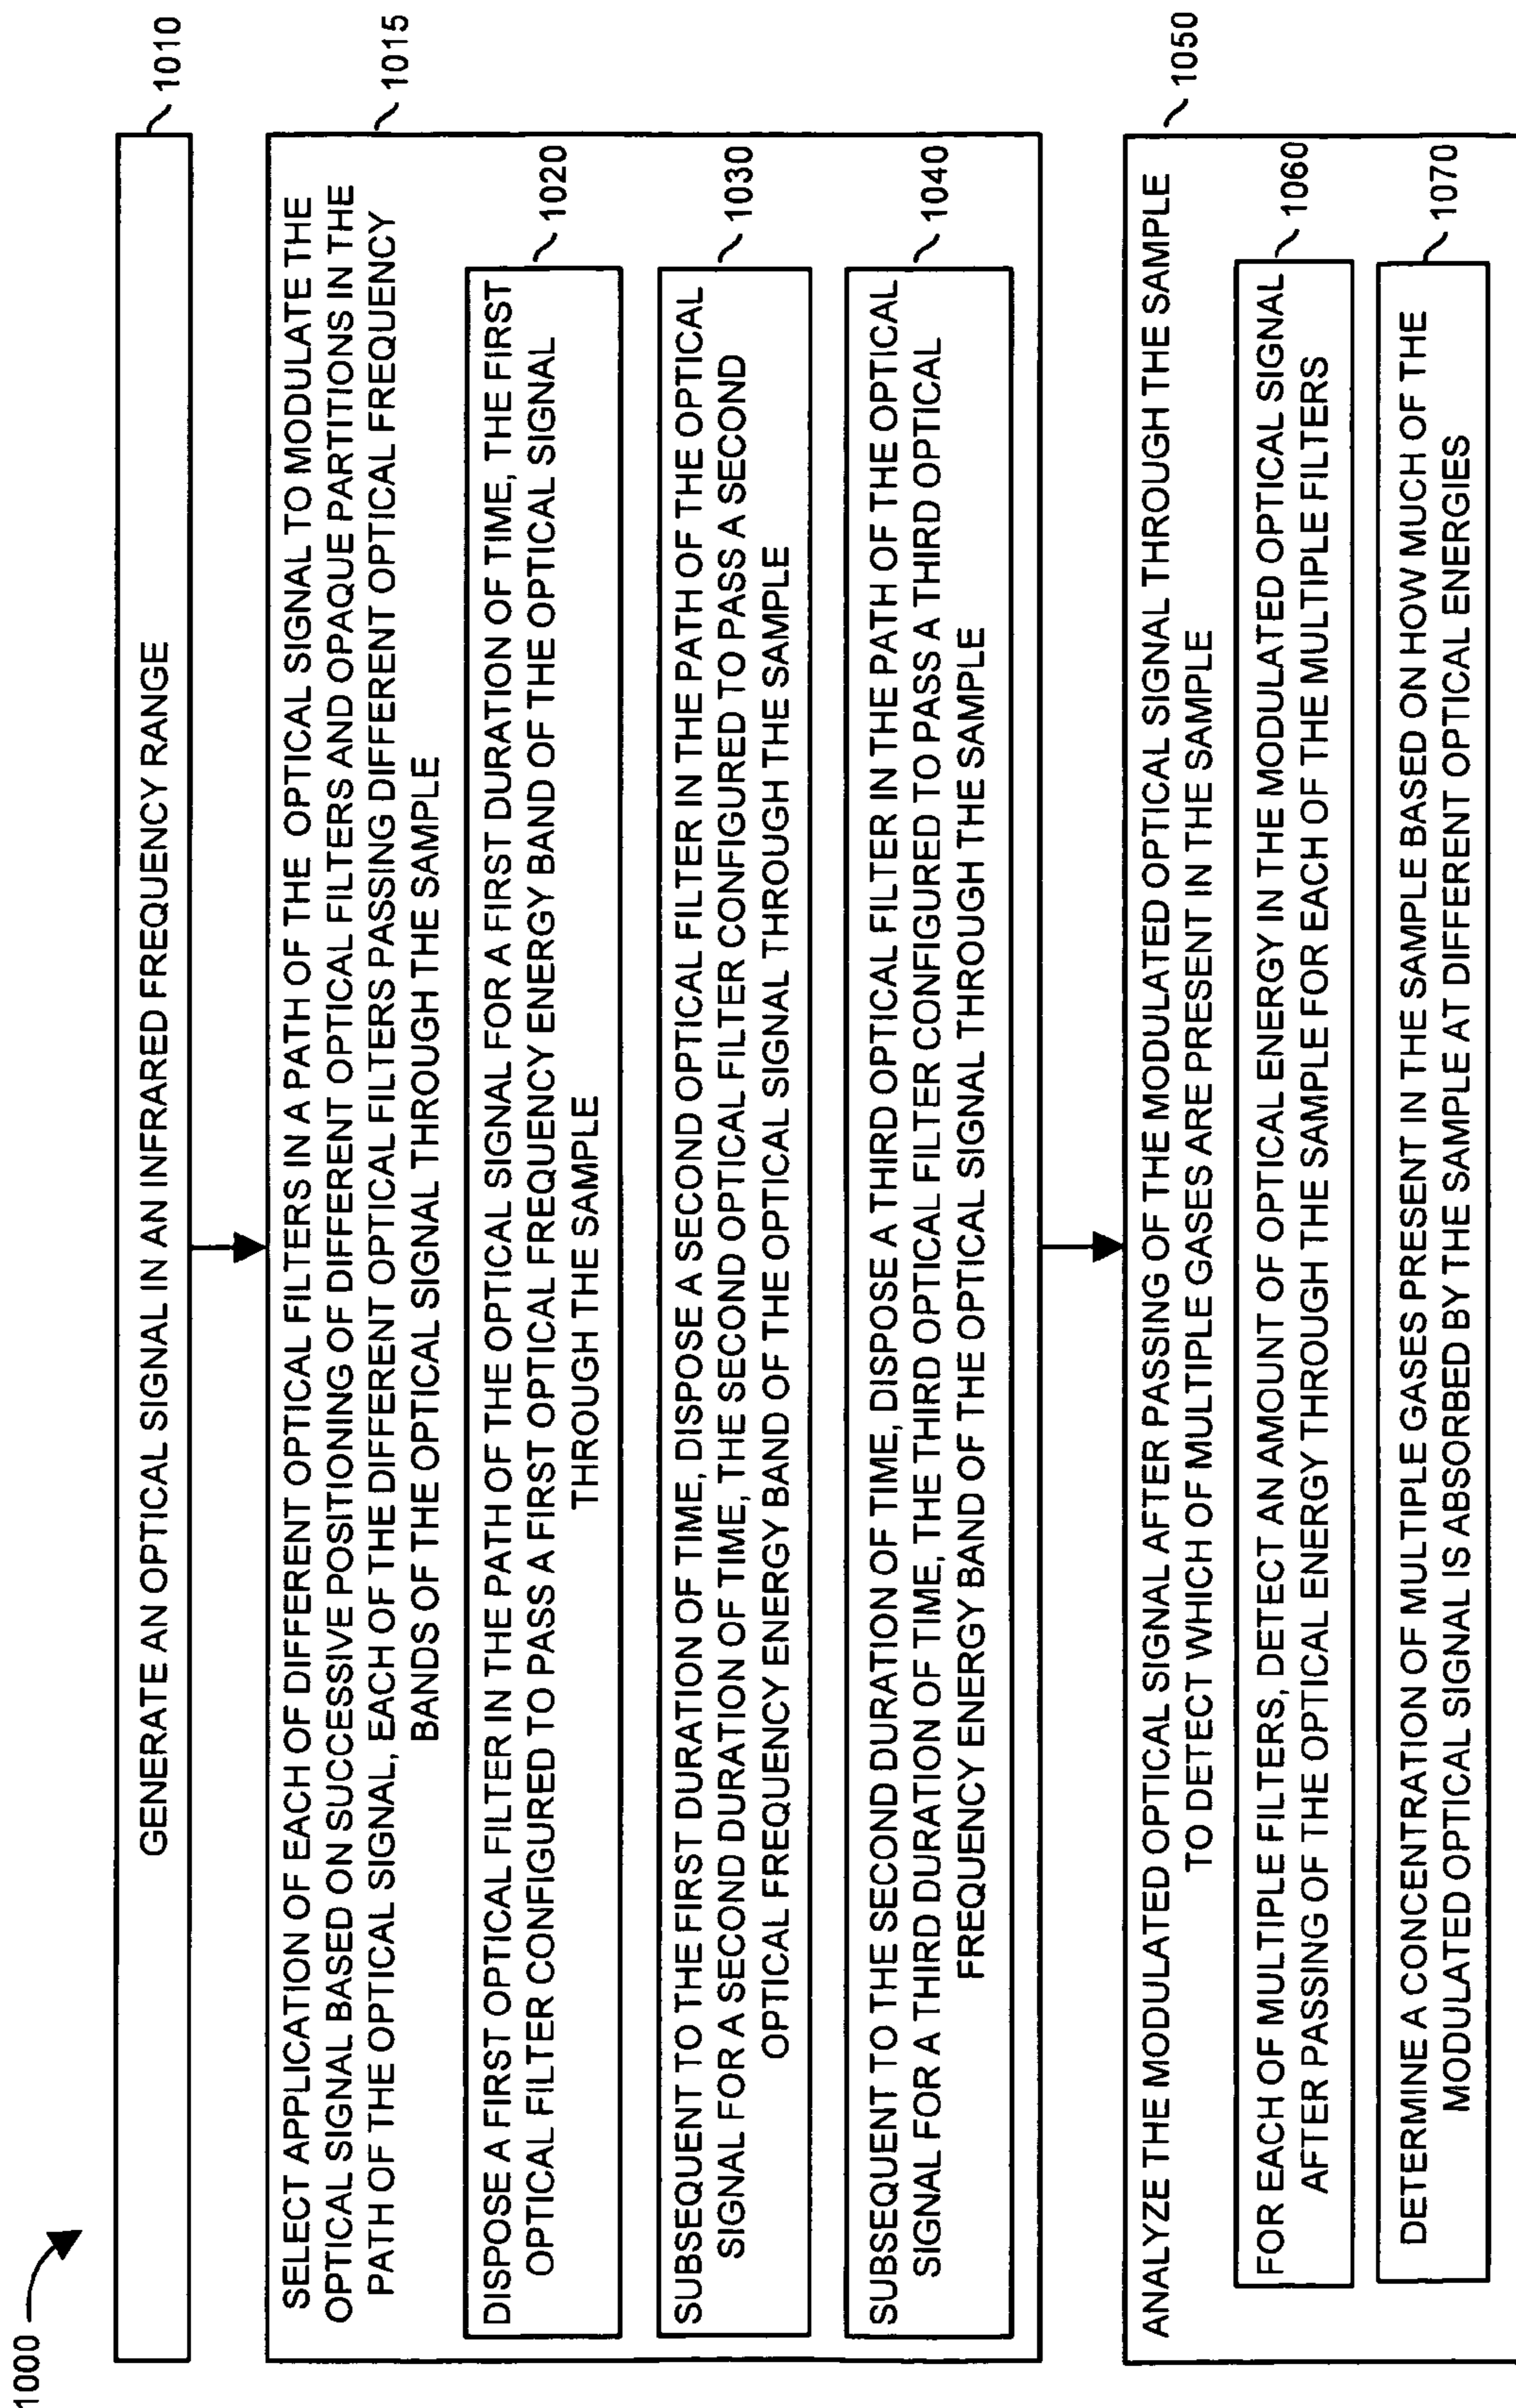 1000
GENERATE AN OPTICAL SIGNAL IN AN INFRARED FREQUENCY RANGE
1010
SELECT APPLICATION OF EACH OF DIFFERENT OPTICAL FILTERS IN A PATH OF THE OPTICAL SIGNAL TO MODULATE THE
OPTICAL SIGNAL BASED ON SUCCESSIVE POSITIONING OF DIFFERENT OPTICAL FILTERS AND OPAQUE PARTITIONS IN THE
PATH OF THE OPTICAL SIGNAL, EACH OF THE DIFFERENT OPTICAL FILTERS PASSING DIFFERENT OPTICAL FREQUENCY
BANDS OF THE OPTICAL SIGNAL THROUGH THE SAMPLE
1015
DISPOSE A FIRST OPTICAL FILTER IN THE PATH OF THE OPTICAL SIGNAL FOR A FIRST DURATION OF TIME, THE FIRST
OPTICAL FILTER CONFIGURED TO PASS A FIRST OPTICAL FREQUENCY ENERGY BAND OF THE OPTICAL SIGNAL
THROUGH THE SAMPLE
1020
SUBSEQUENT TO THE FIRST DURATION OF TIME, DISPOSE A SECOND OPTICAL FILTER IN THE PATH OF THE OPTICAL
SIGNAL FOR A SECOND DURATION OF TIME, THE SECOND OPTICAL FILTER CONFIGURED TO PASS A SECOND
OPTICAL FREQUENCY ENERGY BAND OF THE OPTICAL SIGNAL THROUGH THE SAMPLE
1030
SUBSEQUENT TO THE SECOND DURATION OF TIME, DISPOSE A THIRD OPTICAL FILTER IN THE PATH OF THE OPTICAL
SIGNAL FOR A THIRD DURATION OF TIME, THE THIRD OPTICAL FILTER CONFIGURED TO PASS A THIRD OPTICAL
FREQUENCY ENERGY BAND OF THE OPTICAL SIGNAL THROUGH THE SAMPLE
1040
ANALYZE THE MODULATED OPTICAL SIGNAL AFTER PASSING OF THE MODULATED OPTICAL SIGNAL THROUGH THE SAMPLE
TO DETECT WHICH OF MULTIPLE GASES ARE PRESENT IN THE SAMPLE
1050
FOR EACH OF MULTIPLE FILTERS, DETECT AN AMOUNT OF OPTICAL ENERGY IN THE MODULATED OPTICAL SIGNAL
AFTER PASSING OF THE OPTICAL ENERGY THROUGH THE SAMPLE FOR EACH OF THE MULTIPLE FILTERS
1060
DETERMINE A CONCENTRATION OF MULTIPLE GASES PRESENT IN THE SAMPLE BASED ON HOW MUCH OF THE
MODULATED OPTICAL SIGNAL IS ABSORBED BY THE SAMPLE AT DIFFERENT OPTICAL ENERGIES
1070